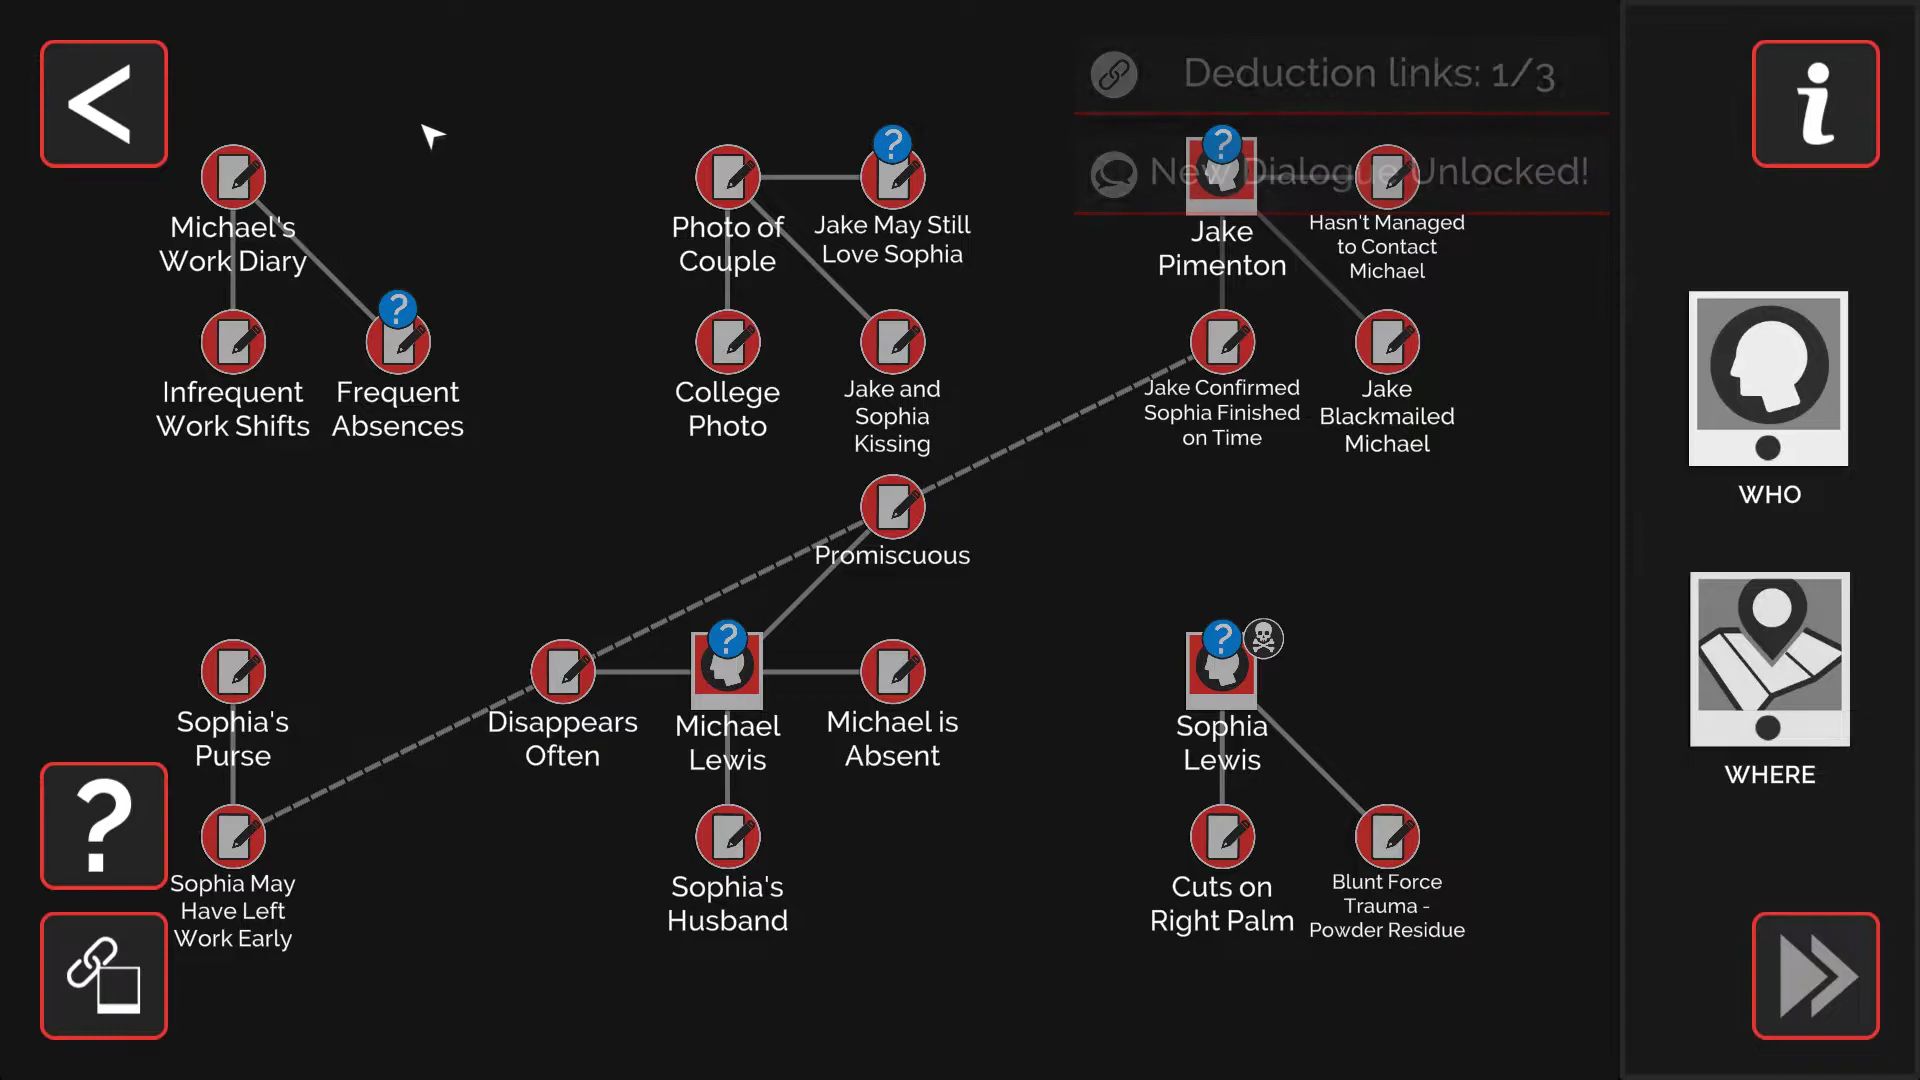 Deduction links: 1/3
New Dialogue Unlocked!
Michael's
Work Diary
Photo of
Couple
Jake May Still
Love Sophia
Jake
Pimenton
Hasn't Managed
to Contact
Michael
Infrequent
Work Shifts
Frequent
Absences
College
Photo
Jake and
Sophia
Kissing
Jake Confirmed
Sophia Finished
on Time
Jake
Blackmailed
Michael
WHO
Promiscuous
Sophia's
Purse
Disappears
Often
Michael
Lewis
Michael is
Absent
Sophia
Lewis
WHERE
Sophia May
Have Left
Work Early
Sophia's
Husband
Cuts on
Right Palm
Blunt Force
Trauma -
Powder Residue